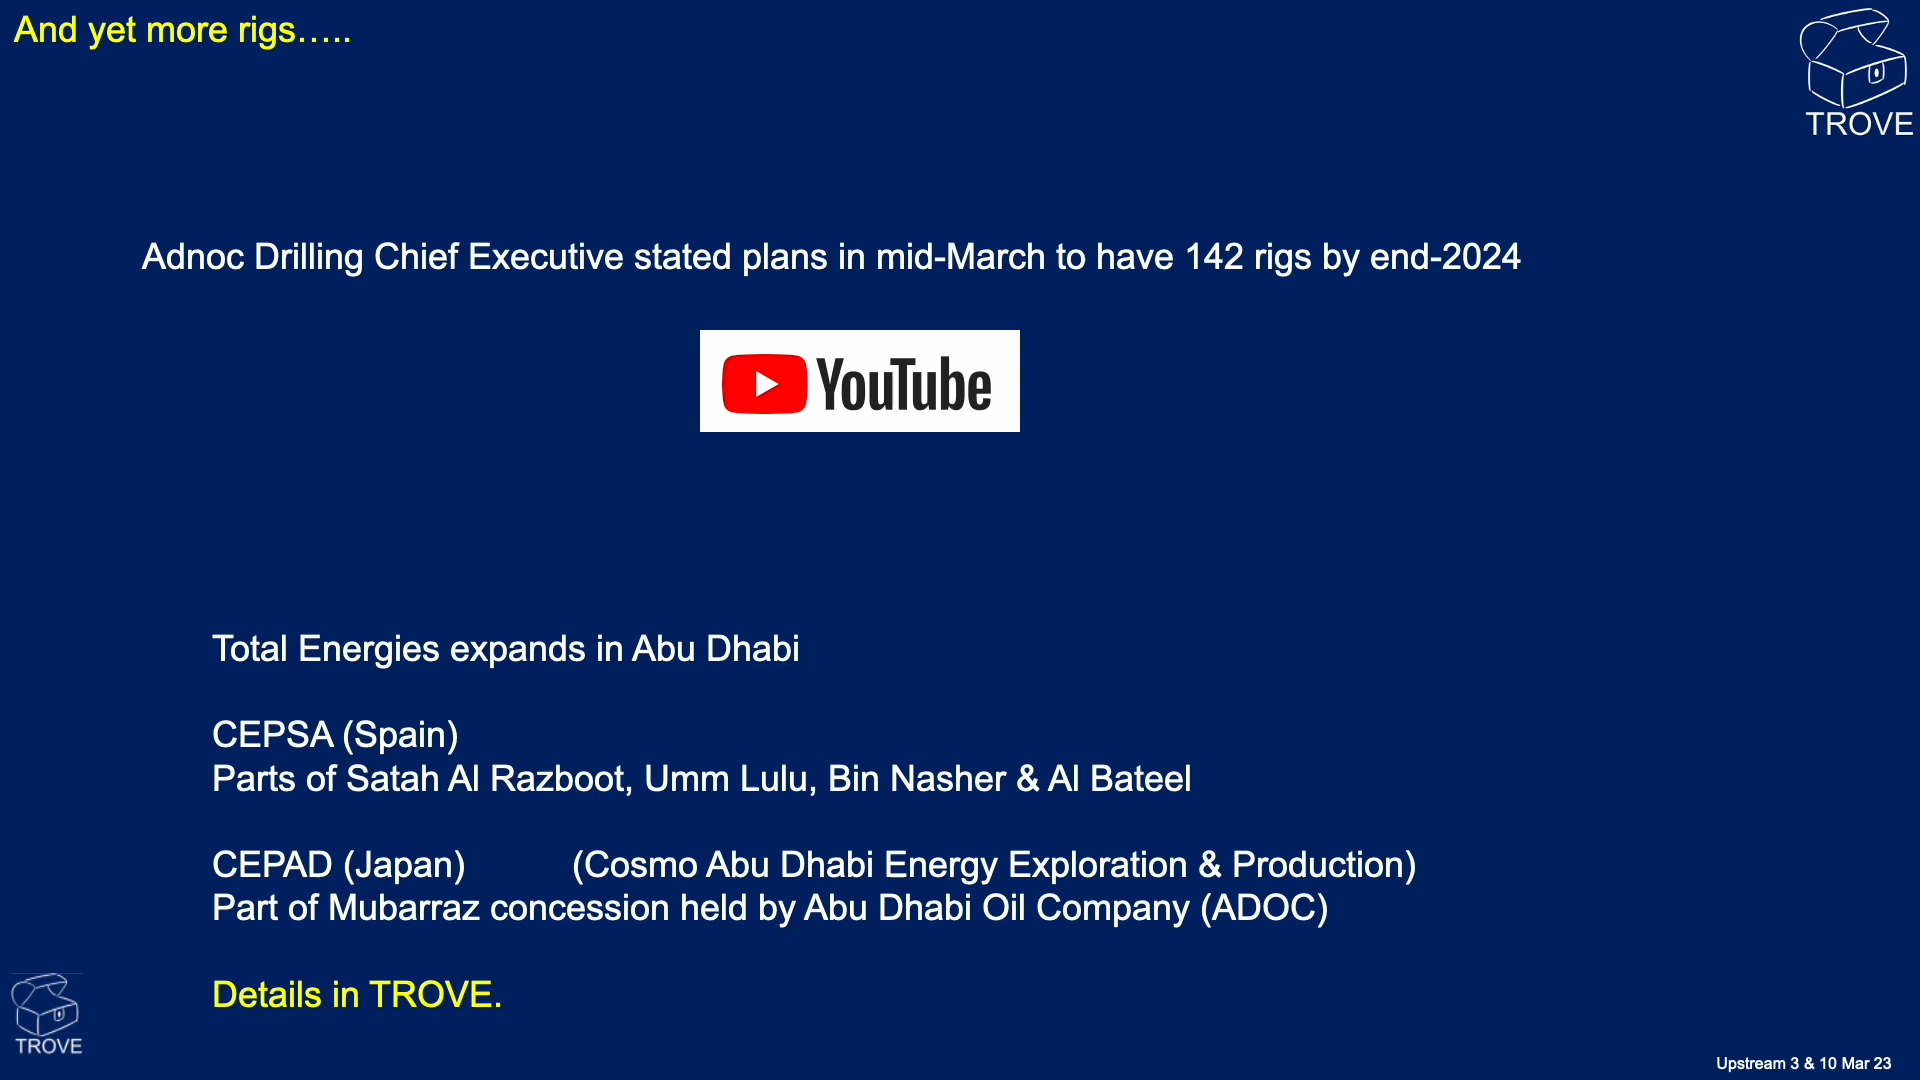 And yet more rigs…..
TROVE
Adnoc Drilling Chief Executive stated plans in mid-March to have 142 rigs by end-2024
YouTube
Total Energies expands in Abu Dhabi
CEPSA (Spain)
Parts of Satah Al Razboot, Umm Lulu, Bin Nasher & Al Bateel
CEPAD (Japan) (Cosmo Abu Dhabi Energy Exploration & Production)
Part of Mubarraz concession held by Abu Dhabi Oil Company (ADOC)
Details in TROVE.
TROVE
Upstream 3 & 10 Mar 23